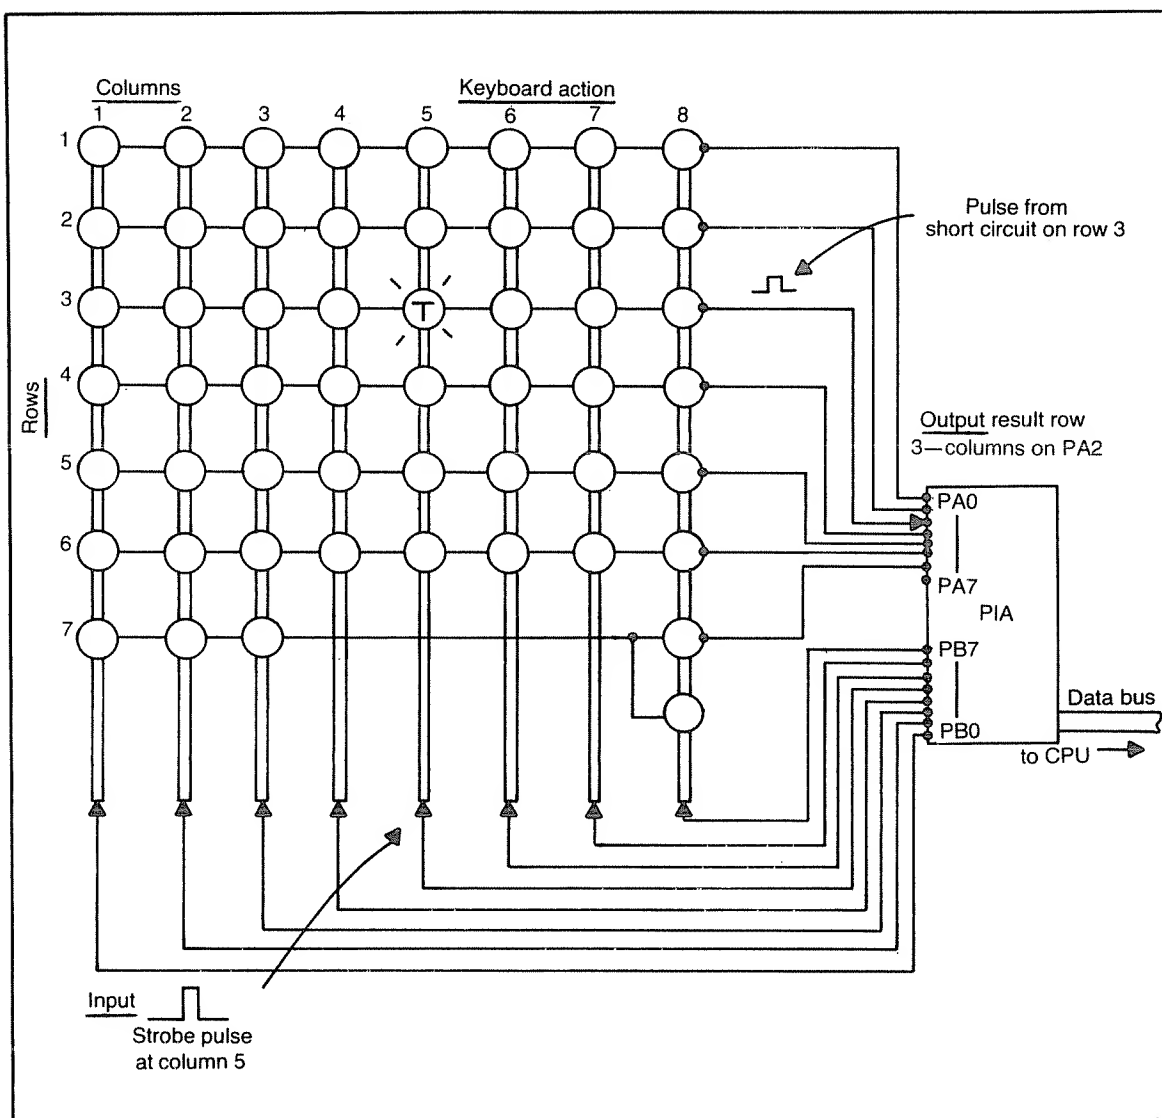 Columns
Keyboard action
1 2 3 4 5 6 7 8
1
2
3
4
5
6
7
Rows
T
Pulse from
short circuit on row 3
Output result row
3—columns on PA2
PA0
PA7
PIA
PB7
PB0
Data bus
to CPU
Input
Strobe pulse
at column 5